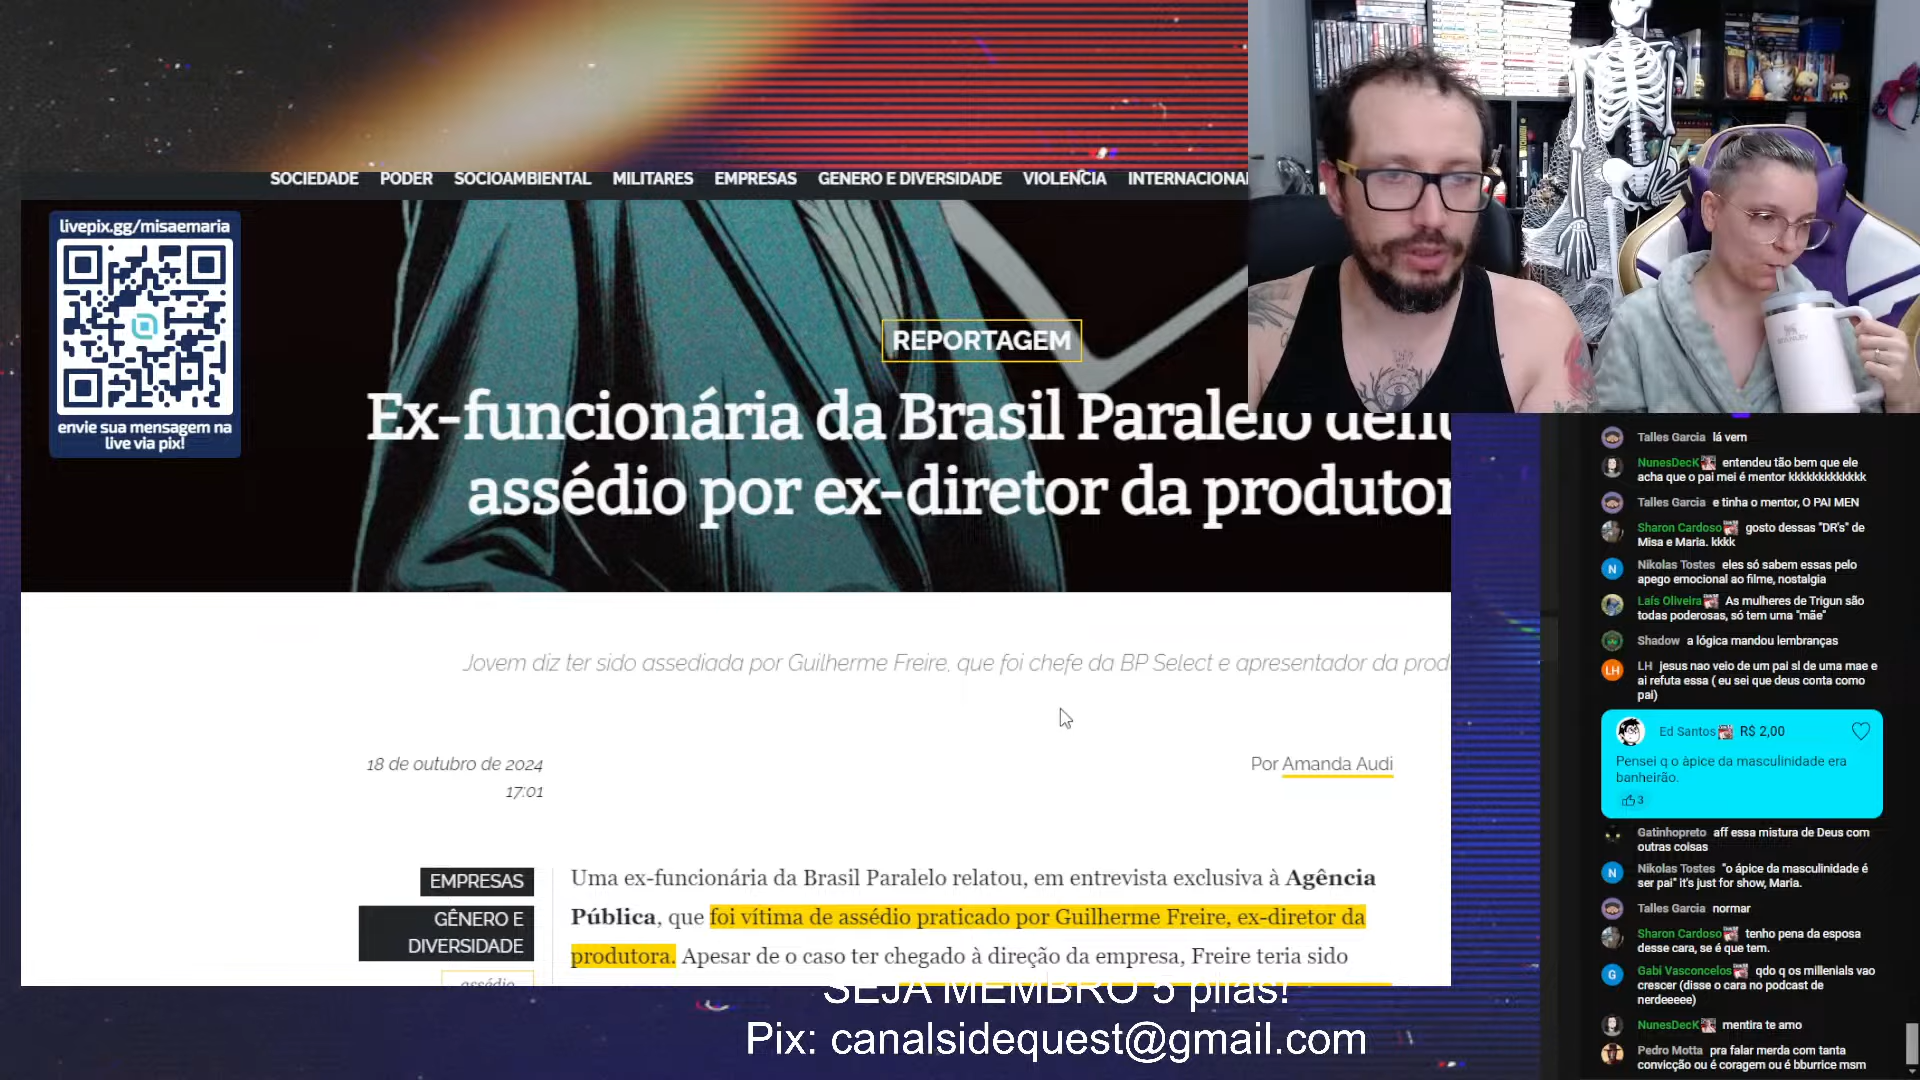 SOCIEDADE PODER SOCIOAMBIENTAL MILITARES EMPRESAS GENERO E DIVERSIDADE VIOLENCIA INTERNACIONA
livepix.gg/misaemaria
envie sua mensagem na
live via pix!
REPORTAGEM
Ex-funcionária da Brasil Paralelo
assédio por ex-diretor da produtor
Jovem diz ter sido assediada por Guilherme Freire, que foi chefe da BP Select e apresentador da prod
18 de outubro de 2024
17:01
Por Amanda Audi
EMPRESAS
GÊNERO E
DIVERSIDADE
assédio
Uma ex-funcionária da Brasil Paralelo relatou, em entrevista exclusiva à Agência
Pública, que foi vítima de assédio praticado por Guilherme Freire, ex-diretor da
produtora. Apesar de o caso ter chegado à direção da empresa, Freire teria sido
SEJA MEMBRO 5 pilas!
Pix: canalsidequest@gmail.com
Talles Garcia lá vem
NunesDecK entendeu tão bem que ele
acha que o pai mei é mentor kkkkkkkkkkkkk
Talles Garcia e tinha o mentor, O PAI MEN
Sharon Cardoso gosto dessas "DR's" de
Misa e Maria. kkkk
N
Nikolas Tostes eles só sabem essas pelo
apego emocional ao filme, nostalgia
Laís Oliveira As mulheres de Trigun são
todas poderosas, só tem uma "mãe"
Shadow a lógica mandou lembranças
LH
LH jesus nao veio de um pai sl de uma mae e
ai refuta essa ( eu sei que deus conta como
pai)
Ed Santos R$ 2,00
Pensei q o àpice da masculinidade era
banheirão.
3
Gatinhopreto aff essa mistura de Deus com
outras coisas
N
Nikolas Tostes "o ápice da masculinidade é
ser pai" it's just for show, Maria.
Talles Garcia normar
Sharon Cardoso tenho pena da esposa
desse cara, se é que tem.
G
Gabi Vasconcelos qdo q os millenials vao
crescer (disse o cara no podcast de
nerdeeeee)
NunesDecK mentira te amo
Pedro Motta pra falar merda com tanta
convicção ou é coragem ou é bburrice msm